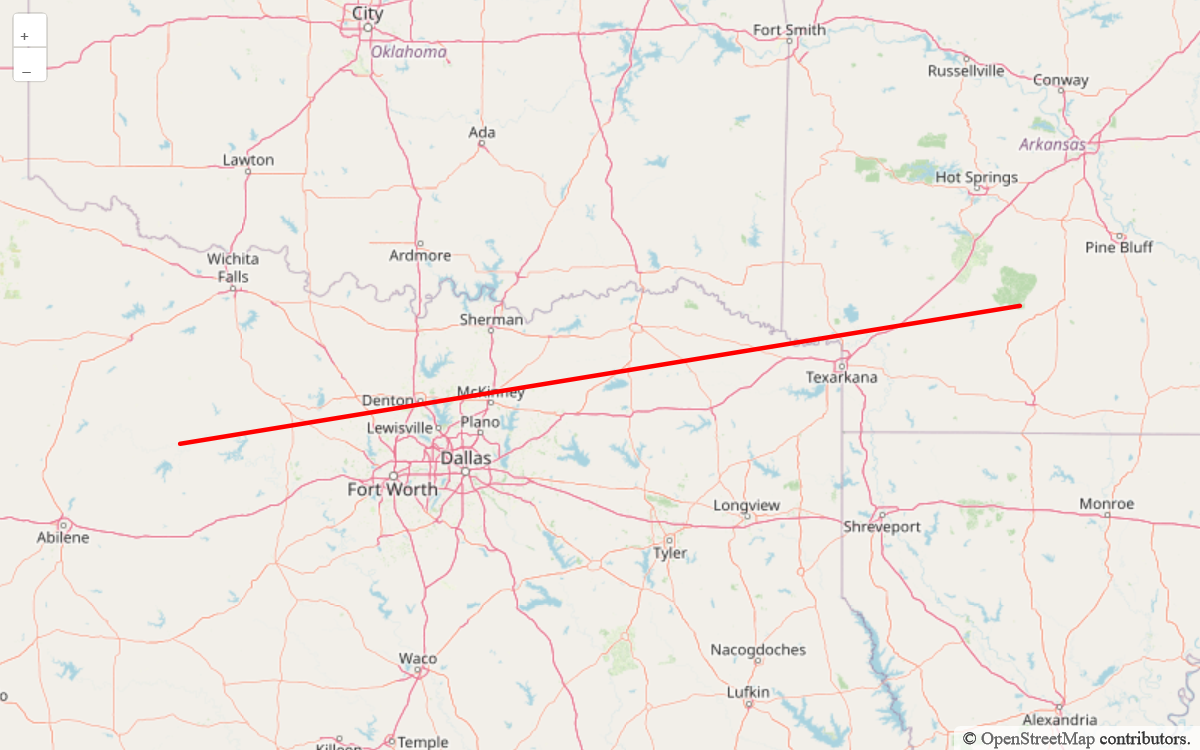 City
Fort Smith
+
Oklahoma
–
Russellville
Conway
Ada
Arkansas
Lawton
Hot Springs
Pine Bluff
Ardmore
Wichita
Falls
Sherman
Texarkana
McKinney
Denton
Plano
Lewisville
Dallas
Fort Worth
Longview
Monroe
Shreveport
Abilene
Tyler
Nacogdoches
Waco
Lufkin
o
Alexandria
Killeen
Temple
© OpenStreetMap contributors.